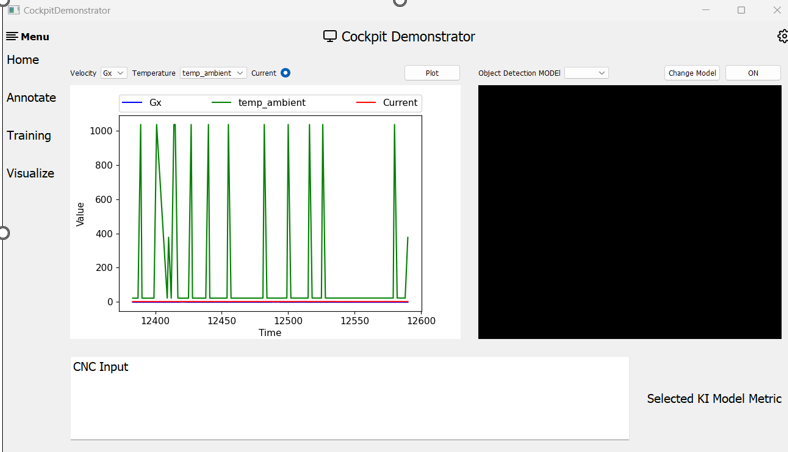 CockpitDemonstrator
Menu
Cockpit Demonstrator
Home
Annotate
Training
Visualize
Velocity Gx Temperature temp_ambient Current Plot
Object Detection MODEl Change Model ON
Gx temp_ambient Current
1000
800
600
400
200
0
Value
12400 12450 12500 12550 12600
Time
CNC Input
Selected KI Model Metric